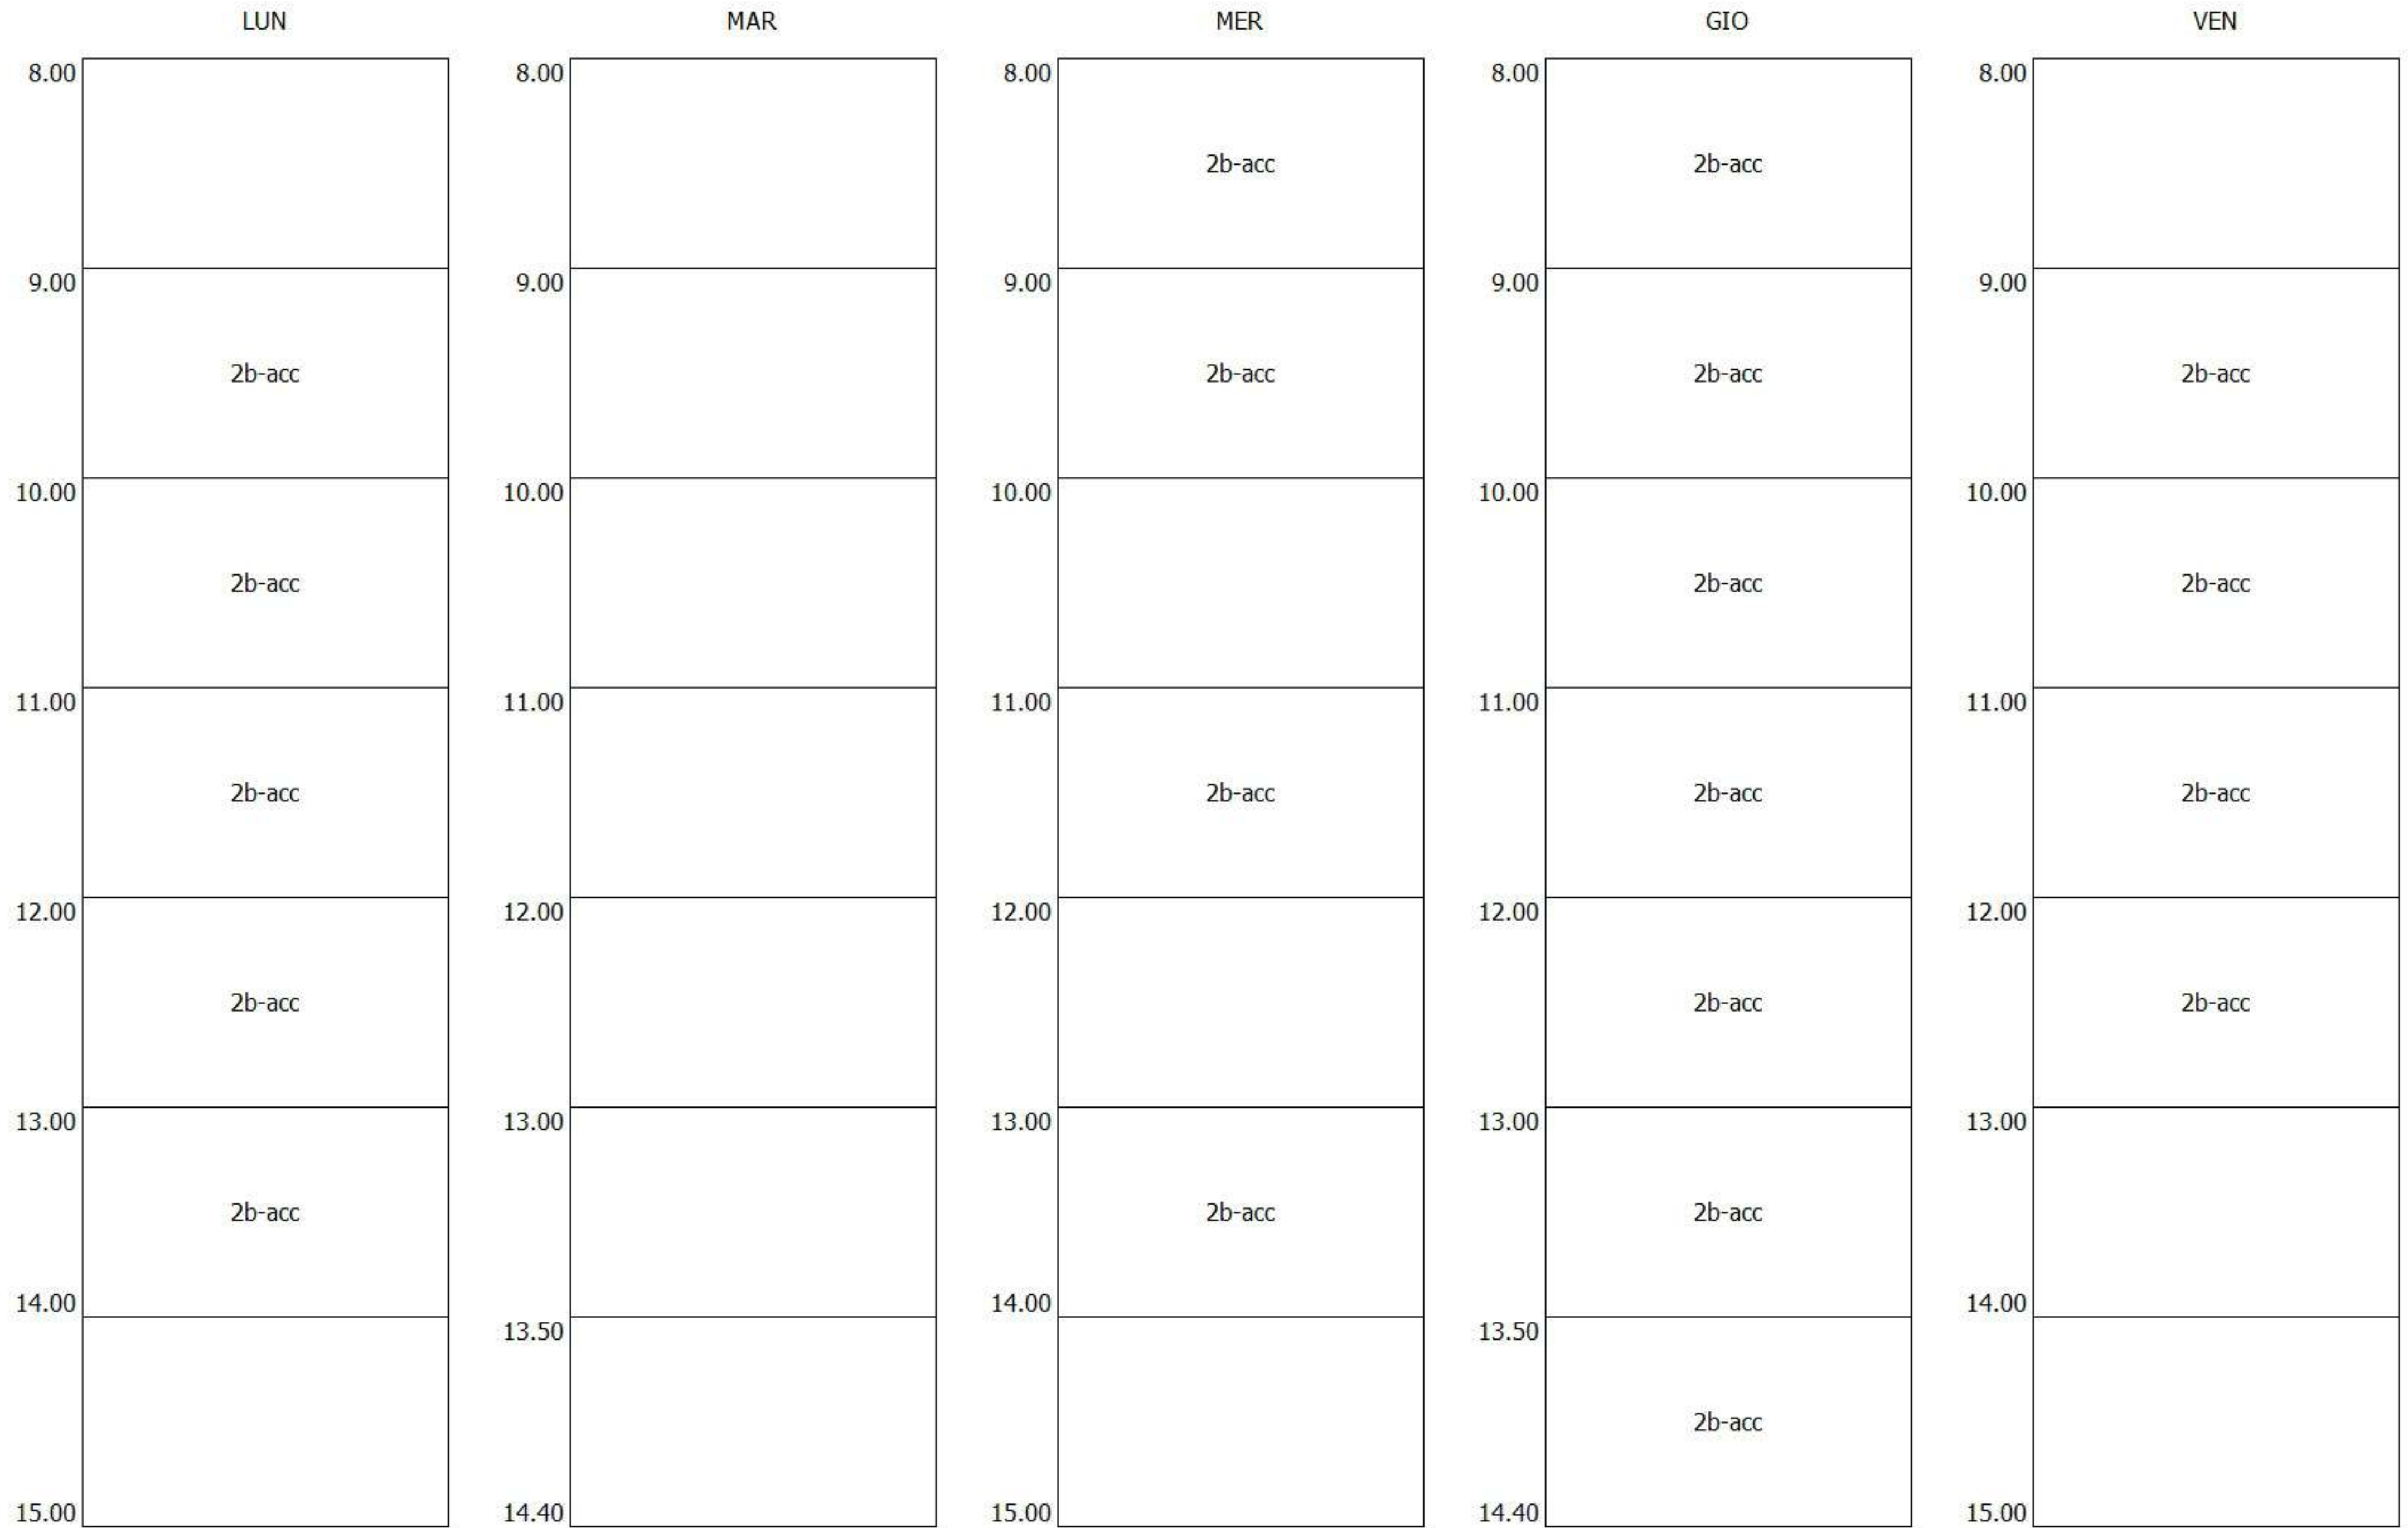 LUN MAR MER GIO VEN
8.00 8.00 8.00 8.00 8.00
2b-acc 2b-acc
9.00 9.00 9.00 9.00 9.00
2b-acc 2b-acc 2b-acc 2b-acc
10.00 10.00 10.00 10.00 10.00
2b-acc 2b-acc 2b-acc
11.00 11.00 11.00 11.00 11.00
2b-acc 2b-acc 2b-acc 2b-acc
12.00 12.00 12.00 12.00 12.00
2b-acc 2b-acc 2b-acc
13.00 13.00 13.00 13.00 13.00
2b-acc 2b-acc 2b-acc
14.00 14.00 14.00
13.50 13.50
2b-acc
15.00 14.40 15.00 14.40 15.00